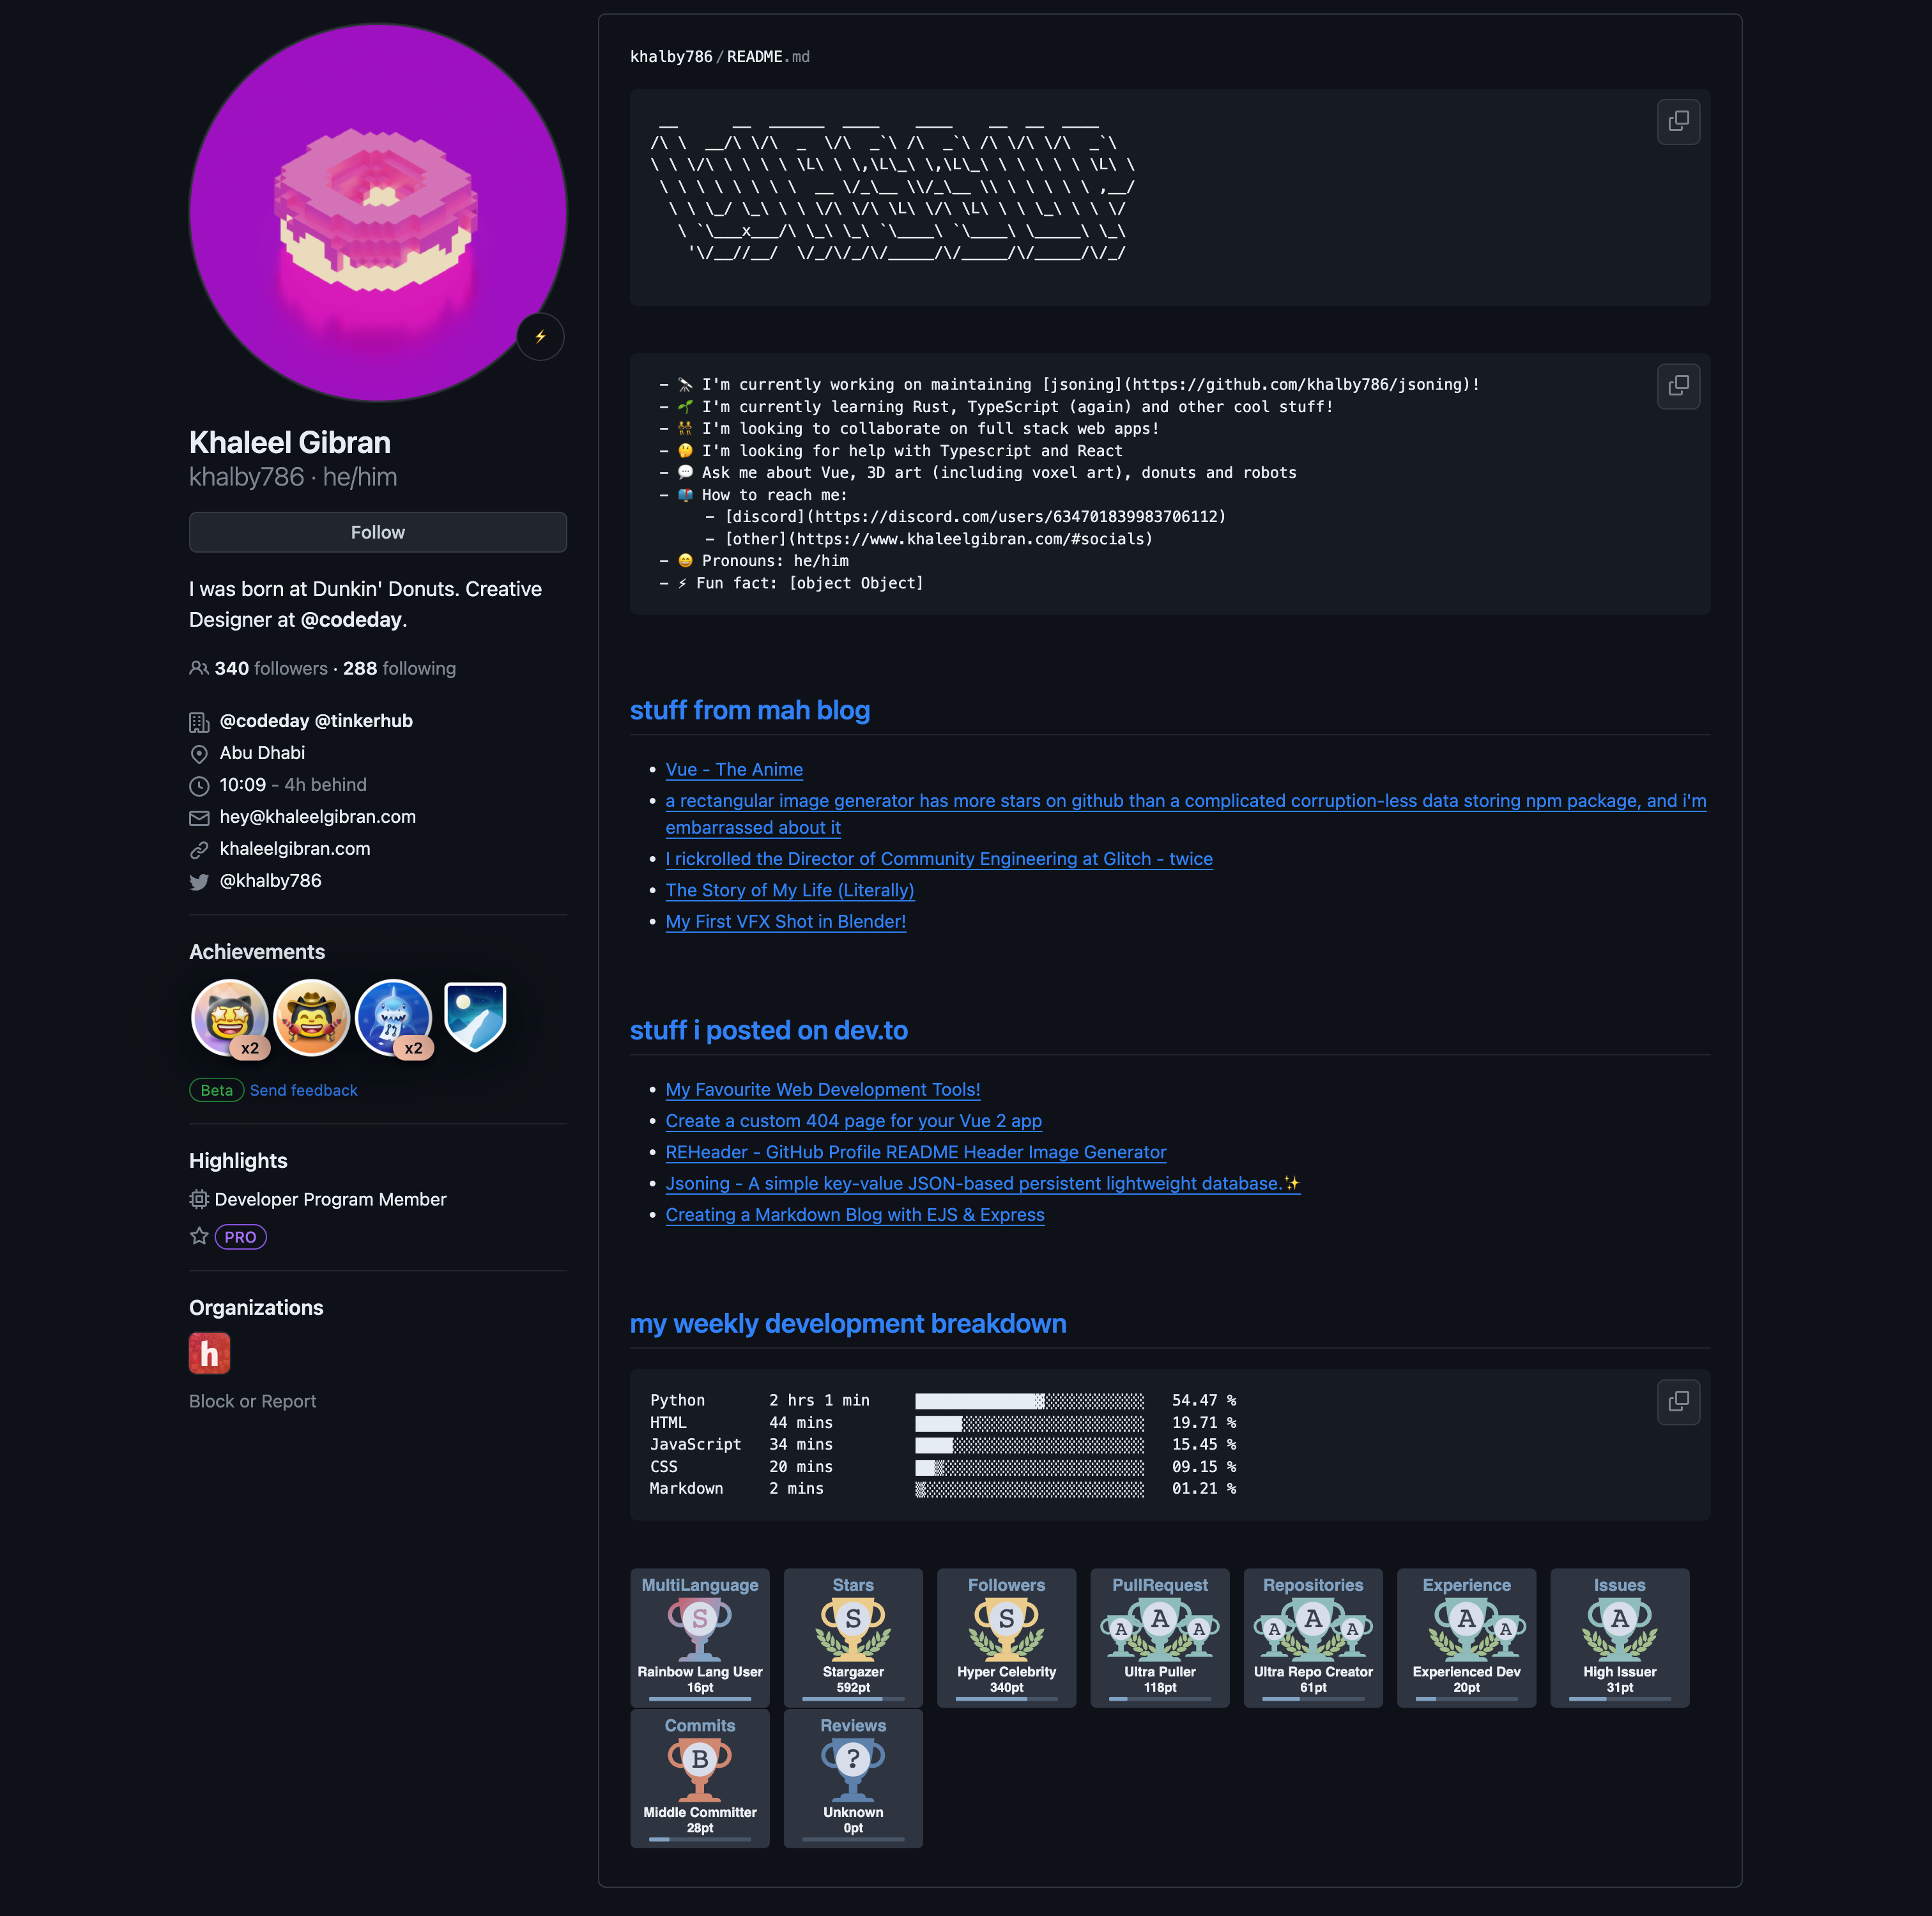 Khaleel Gibran
khalby786 · he/him
Follow
I was born at Dunkin' Donuts. Creative
Designer at @codeday.
340 followers · 288 following
@codeday @tinkerhub
Abu Dhabi
10:09 - 4h behind
hey@khaleelgibran.com
khaleelgibran.com
@khalby786
Achievements
x2
x2
Beta Send feedback
Highlights
Developer Program Member
PRO
Organizations
h
Block or Report
khalby786/README.md
- 🔭 I'm currently working on maintaining [jsoning](https://github.com/khalby786/jsoning)!
- 🌱 I'm currently learning Rust, TypeScript (again) and other cool stuff!
- 👯 I'm looking to collaborate on full stack web apps!
- 🤔 I'm looking for help with Typescript and React
- 💬 Ask me about Vue, 3D art (including voxel art), donuts and robots
- 📫 How to reach me:
- [discord](https://discord.com/users/634701839983706112)
- [other](https://www.khaleelgibran.com/#socials)
- 😄 Pronouns: he/him
- ⚡ Fun fact: [object Object]
stuff from mah blog
• Vue - The Anime
• a rectangular image generator has more stars on github than a complicated corruption-less data storing npm package, and i'm
embarrassed about it
• I rickrolled the Director of Community Engineering at Glitch - twice
• The Story of My Life (Literally)
• My First VFX Shot in Blender!
stuff i posted on dev.to
• My Favourite Web Development Tools!
• Create a custom 404 page for your Vue 2 app
• REHeader - GitHub Profile README Header Image Generator
• Jsoning - A simple key-value JSON-based persistent lightweight database.✨
• Creating a Markdown Blog with EJS & Express
my weekly development breakdown
Python 2 hrs 1 min 54.47 %
HTML 44 mins 19.71 %
JavaScript 34 mins 15.45 %
CSS 20 mins 09.15 %
Markdown 2 mins 01.21 %
MultiLanguage
S
Rainbow Lang User
16pt
Stars
S
Stargazer
592pt
Followers
S
Hyper Celebrity
340pt
PullRequest
A A A
Ultra Puller
118pt
Repositories
A A A
Ultra Repo Creator
61pt
Experience
A A
Experienced Dev
20pt
Issues
A
High Issuer
31pt
Commits
B
Middle Committer
28pt
Reviews
?
Unknown
0pt